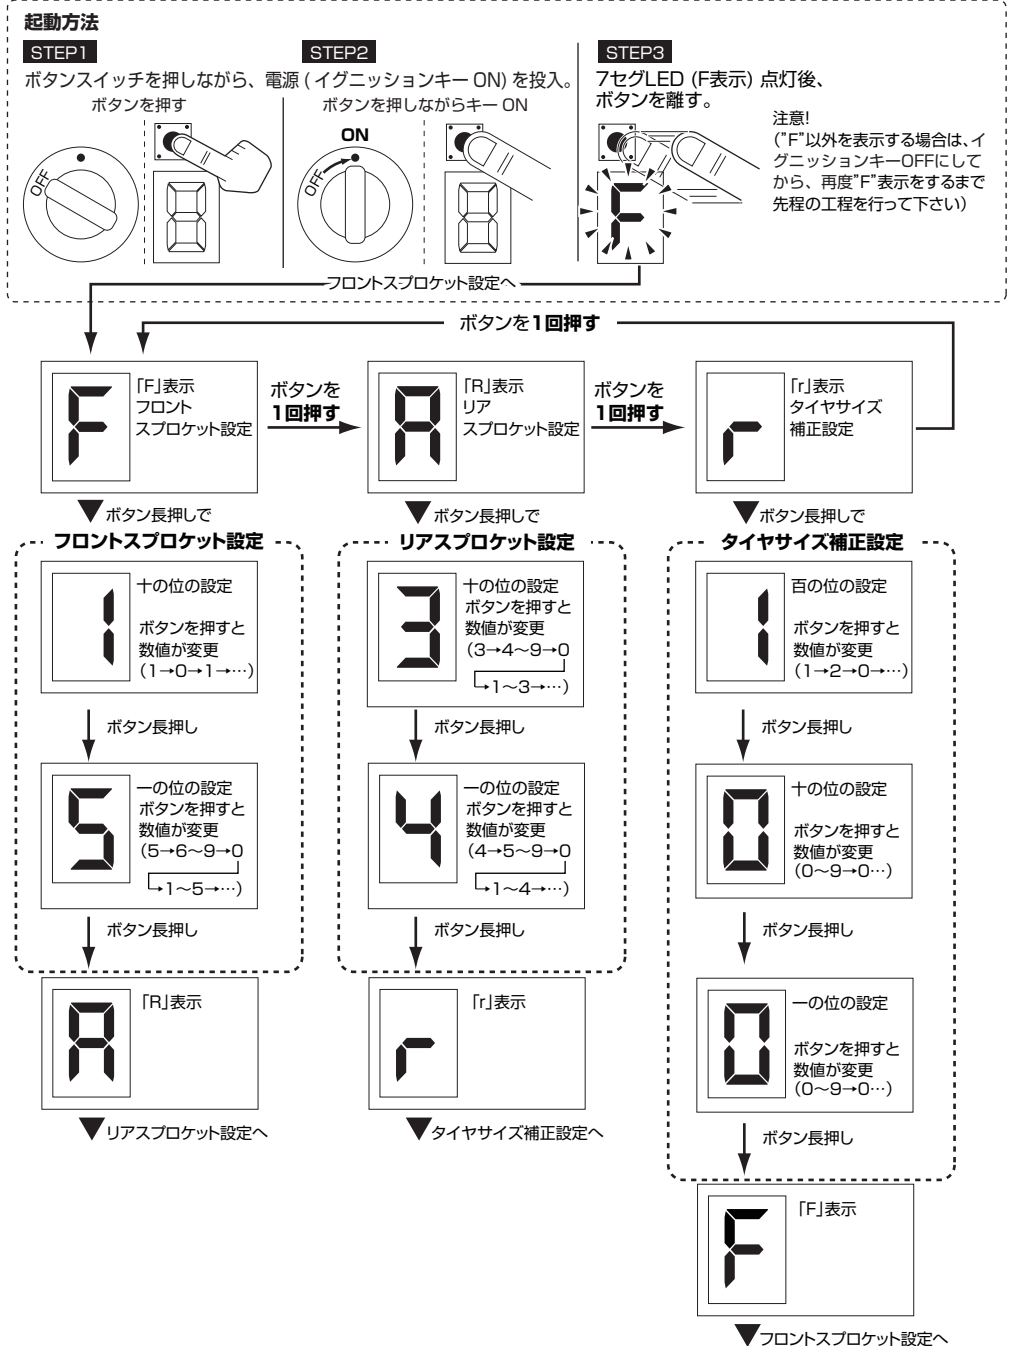 起動方法
STEP1
ボタンスイッチを押しながら、電源(イグニッションキーON)を投入。
ボタンを押す
OFF
STEP2
ボタンを押しながらキーON
ON
OFF
STEP3
7セグLED (F表示) 点灯後、
ボタンを離す。
F
注意!
("F"以外を表示する場合は、イ
グニッションキーOFFにして
から、再度"F"表示をするまで
先程の工程を行って下さい)
フロントスプロケット設定へ
ボタンを1回押す
F
「F」表示
フロント
スプロケット設定
ボタンを
1回押す
R
「R」表示
リア
スプロケット設定
ボタンを
1回押す
r
「r」表示
タイヤサイズ
補正設定
ボタン長押しで
ボタン長押しで
ボタン長押しで
フロントスプロケット設定
1
十の位の設定
ボタンを押すと
数値が変更
(1→0→1→…)
ボタン長押し
5
一の位の設定
ボタンを押すと
数値が変更
(5→6~9→0
→1~5→…)
ボタン長押し
R
「R」表示
リアスプロケット設定へ
リアスプロケット設定
3
十の位の設定
ボタンを押すと
数値が変更
(3→4~9→0
→1~3→…)
ボタン長押し
4
一の位の設定
ボタンを押すと
数値が変更
(4→5~9→0
→1~4→…)
ボタン長押し
r
「r」表示
タイヤサイズ補正設定へ
タイヤサイズ補正設定
1
百の位の設定
ボタンを押すと
数値が変更
(1→2→0→…)
ボタン長押し
0
十の位の設定
ボタンを押すと
数値が変更
(0~9→0…)
ボタン長押し
0
一の位の設定
ボタンを押すと
数値が変更
(0~9→0…)
ボタン長押し
F
「F」表示
フロントスプロケット設定へ